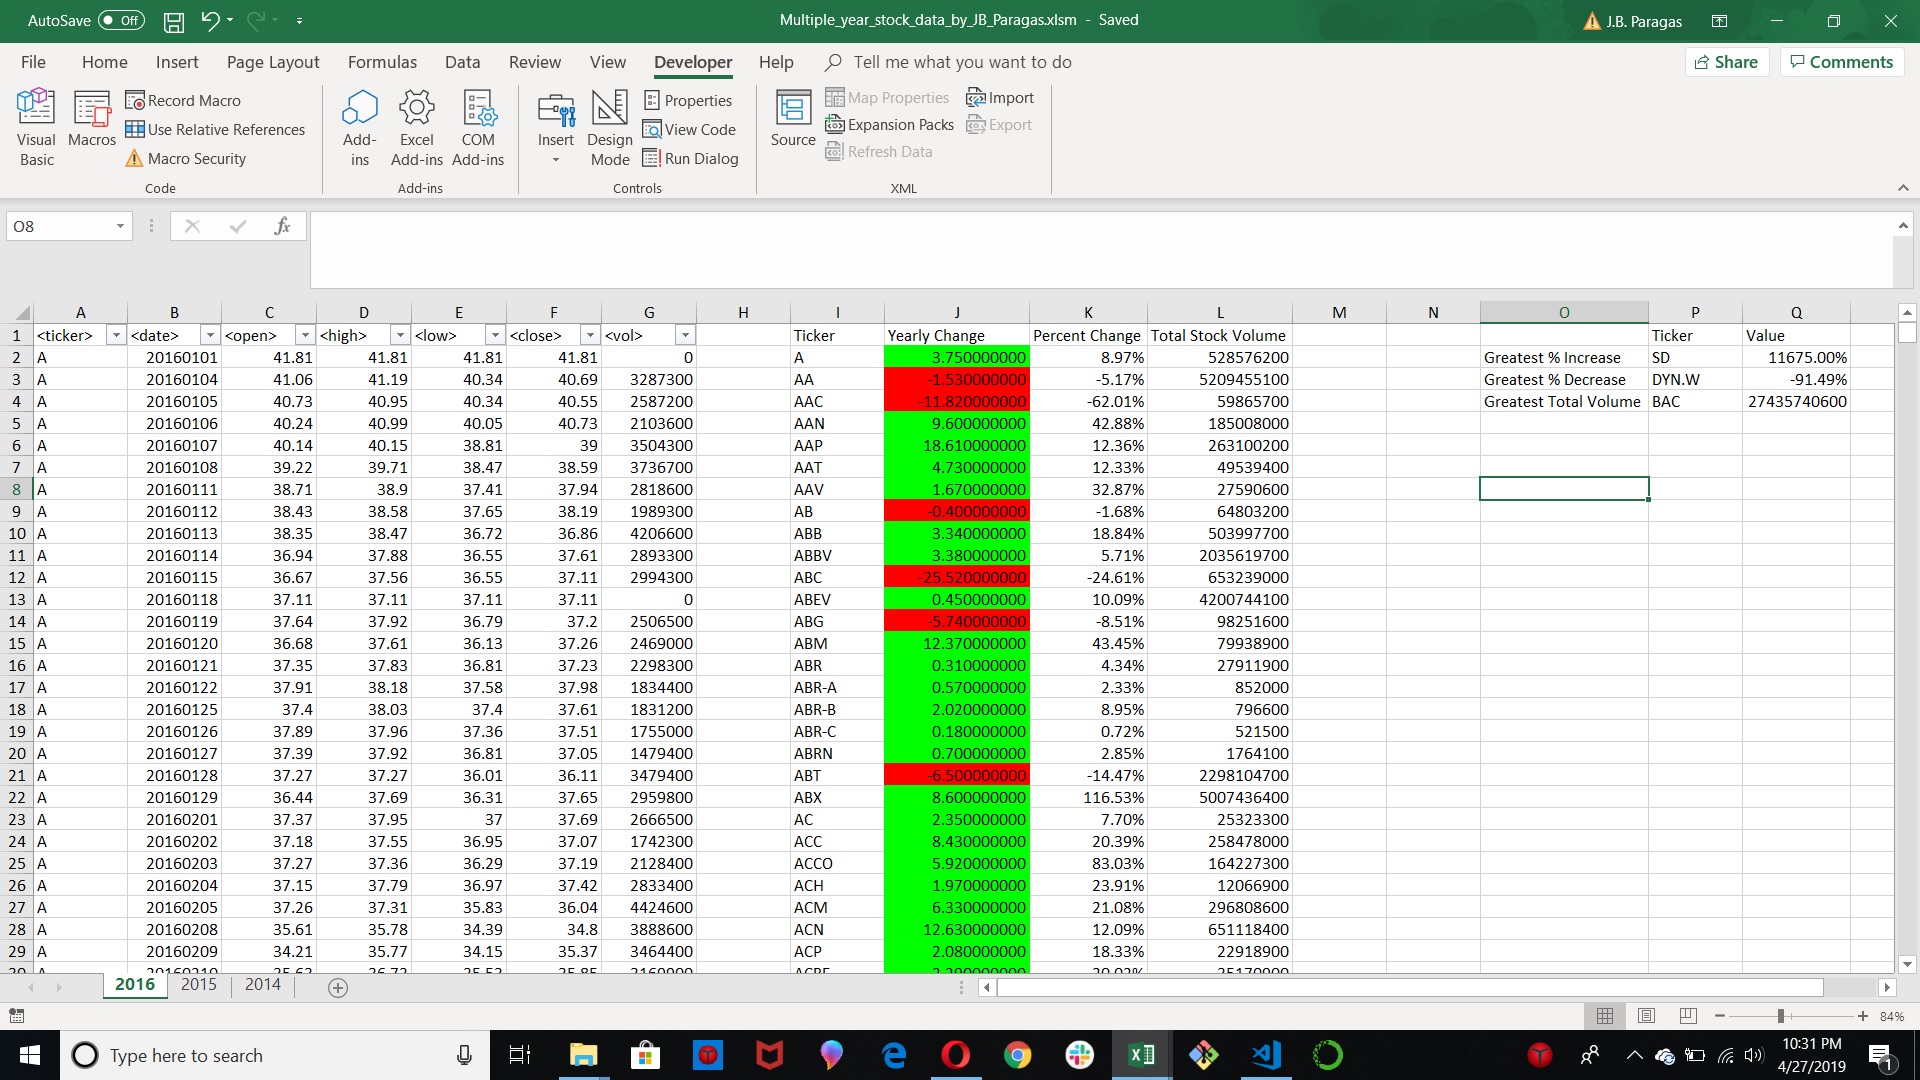 AutoSave Off Multiple_year_stock_data_by_JB_Paragas.xlsm - Saved J.B. Paragas
File Home Insert Page Layout Formulas Data Review View Developer Help Tell me what you want to do Share Comments
Visual Basic
Macros
Record Macro
Use Relative References
Macro Security
Code
Add-ins
Excel Add-ins
COM Add-ins
Add-ins
Insert
Design Mode
Properties
View Code
Run Dialog
Controls
Source
Map Properties
Expansion Packs
Refresh Data
Import
Export
XML
O8 fx
A B C D E F G H I J K L M N O P Q
1 <ticker> <date> <open> <high> <low> <close> <vol> Ticker Yearly Change Percent Change Total Stock Volume Ticker Value
2 A 20160101 41.81 41.81 41.81 41.81 0 A 3.750000000 8.97% 528576200 Greatest % Increase SD 11675.00%
3 A 20160104 41.06 41.19 40.34 40.69 3287300 AA -1.530000000 -5.17% 5209455100 Greatest % Decrease DYN.W -91.49%
4 A 20160105 40.73 40.95 40.34 40.55 2587200 AAC -11.820000000 -62.01% 59865700 Greatest Total Volume BAC 27435740600
5 A 20160106 40.24 40.99 40.05 40.73 2103600 AAN 9.600000000 42.88% 185008000
6 A 20160107 40.14 40.15 38.81 39 3504300 AAP 18.610000000 12.36% 263100200
7 A 20160108 39.22 39.71 38.47 38.59 3736700 AAT 4.730000000 12.33% 49539400
8 A 20160111 38.71 38.9 37.41 37.94 2818600 AAV 1.670000000 32.87% 27590600
9 A 20160112 38.43 38.58 37.65 38.19 1989300 AB -0.400000000 -1.68% 64803200
10 A 20160113 38.35 38.47 36.72 36.86 4206600 ABB 3.340000000 18.84% 503997700
11 A 20160114 36.94 37.88 36.55 37.61 2893300 ABBV 3.380000000 5.71% 2035619700
12 A 20160115 36.67 37.56 36.55 37.11 2994300 ABC -25.520000000 -24.61% 653239000
13 A 20160118 37.11 37.11 37.11 37.11 0 ABEV 0.450000000 10.09% 4200744100
14 A 20160119 37.64 37.92 36.79 37.2 2506500 ABG -5.740000000 -8.51% 98251600
15 A 20160120 36.68 37.61 36.13 37.26 2469000 ABM 12.370000000 43.45% 79938900
16 A 20160121 37.35 37.83 36.81 37.23 2298300 ABR 0.310000000 4.34% 27911900
17 A 20160122 37.91 38.18 37.58 37.98 1834400 ABR-A 0.570000000 2.33% 852000
18 A 20160125 37.4 38.03 37.4 37.61 1831200 ABR-B 2.020000000 8.95% 796600
19 A 20160126 37.89 37.96 37.36 37.51 1755000 ABR-C 0.180000000 0.72% 521500
20 A 20160127 37.39 37.92 36.81 37.05 1479400 ABRN 0.700000000 2.85% 1764100
21 A 20160128 37.27 37.27 36.01 36.11 3479400 ABT -6.500000000 -14.47% 2298104700
22 A 20160129 36.44 37.69 36.31 37.65 2959800 ABX 8.600000000 116.53% 5007436400
23 A 20160201 37.37 37.95 37 37.69 2666500 AC 2.350000000 7.70% 25323300
24 A 20160202 37.18 37.55 36.95 37.07 1742300 ACC 8.430000000 20.39% 258478000
25 A 20160203 37.27 37.36 36.29 37.19 2128400 ACCO 5.920000000 83.03% 164227300
26 A 20160204 37.15 37.79 36.97 37.42 2833400 ACH 1.970000000 23.91% 12066900
27 A 20160205 37.26 37.31 35.83 36.04 4424600 ACM 6.330000000 21.08% 296808600
28 A 20160208 35.61 35.78 34.39 34.8 3888600 ACN 12.630000000 12.09% 651118400
29 A 20160209 34.21 35.77 34.15 35.37 3464400 ACP 2.080000000 18.33% 22918900
2016 2015 2014
84%
Type here to search 10:31 PM
4/27/2019 1